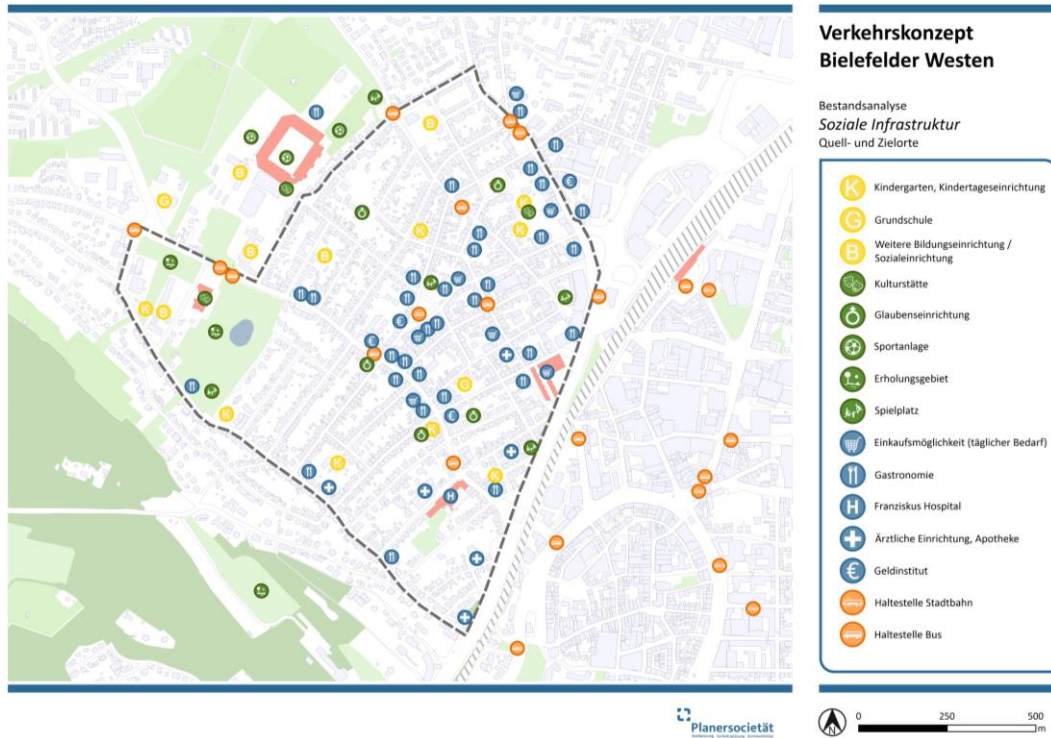 Verkehrskonzept
Bielefelder Westen
Bestandsanalyse
Soziale Infrastruktur
Quell- und Zielorte
K Kindergarten, Kindertageseinrichtung
G Grundschule
B Weitere Bildungseinrichtung /
Sozialeinrichtung
Kulturstätte
Glaubenseinrichtung
Sportanlage
Erholungsgebiet
Spielplatz
Einkaufsmöglichkeit (täglicher Bedarf)
Gastronomie
H Franziskus Hospital
Ärztliche Einrichtung, Apotheke
€ Geldinstitut
Haltestelle Stadtbahn
Haltestelle Bus
Planersocietät
N
0 250 500
m